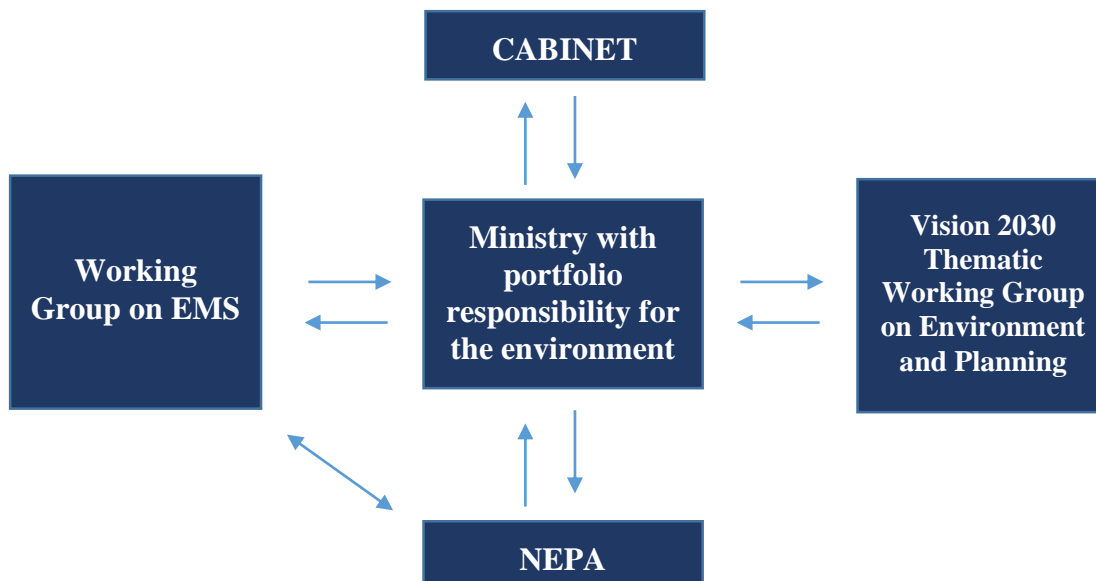 CABINET
Working
Group on EMS
Ministry with
portfolio
responsibility for
the environment
Vision 2030
Thematic
Working Group
on Environment
and Planning
NEPA